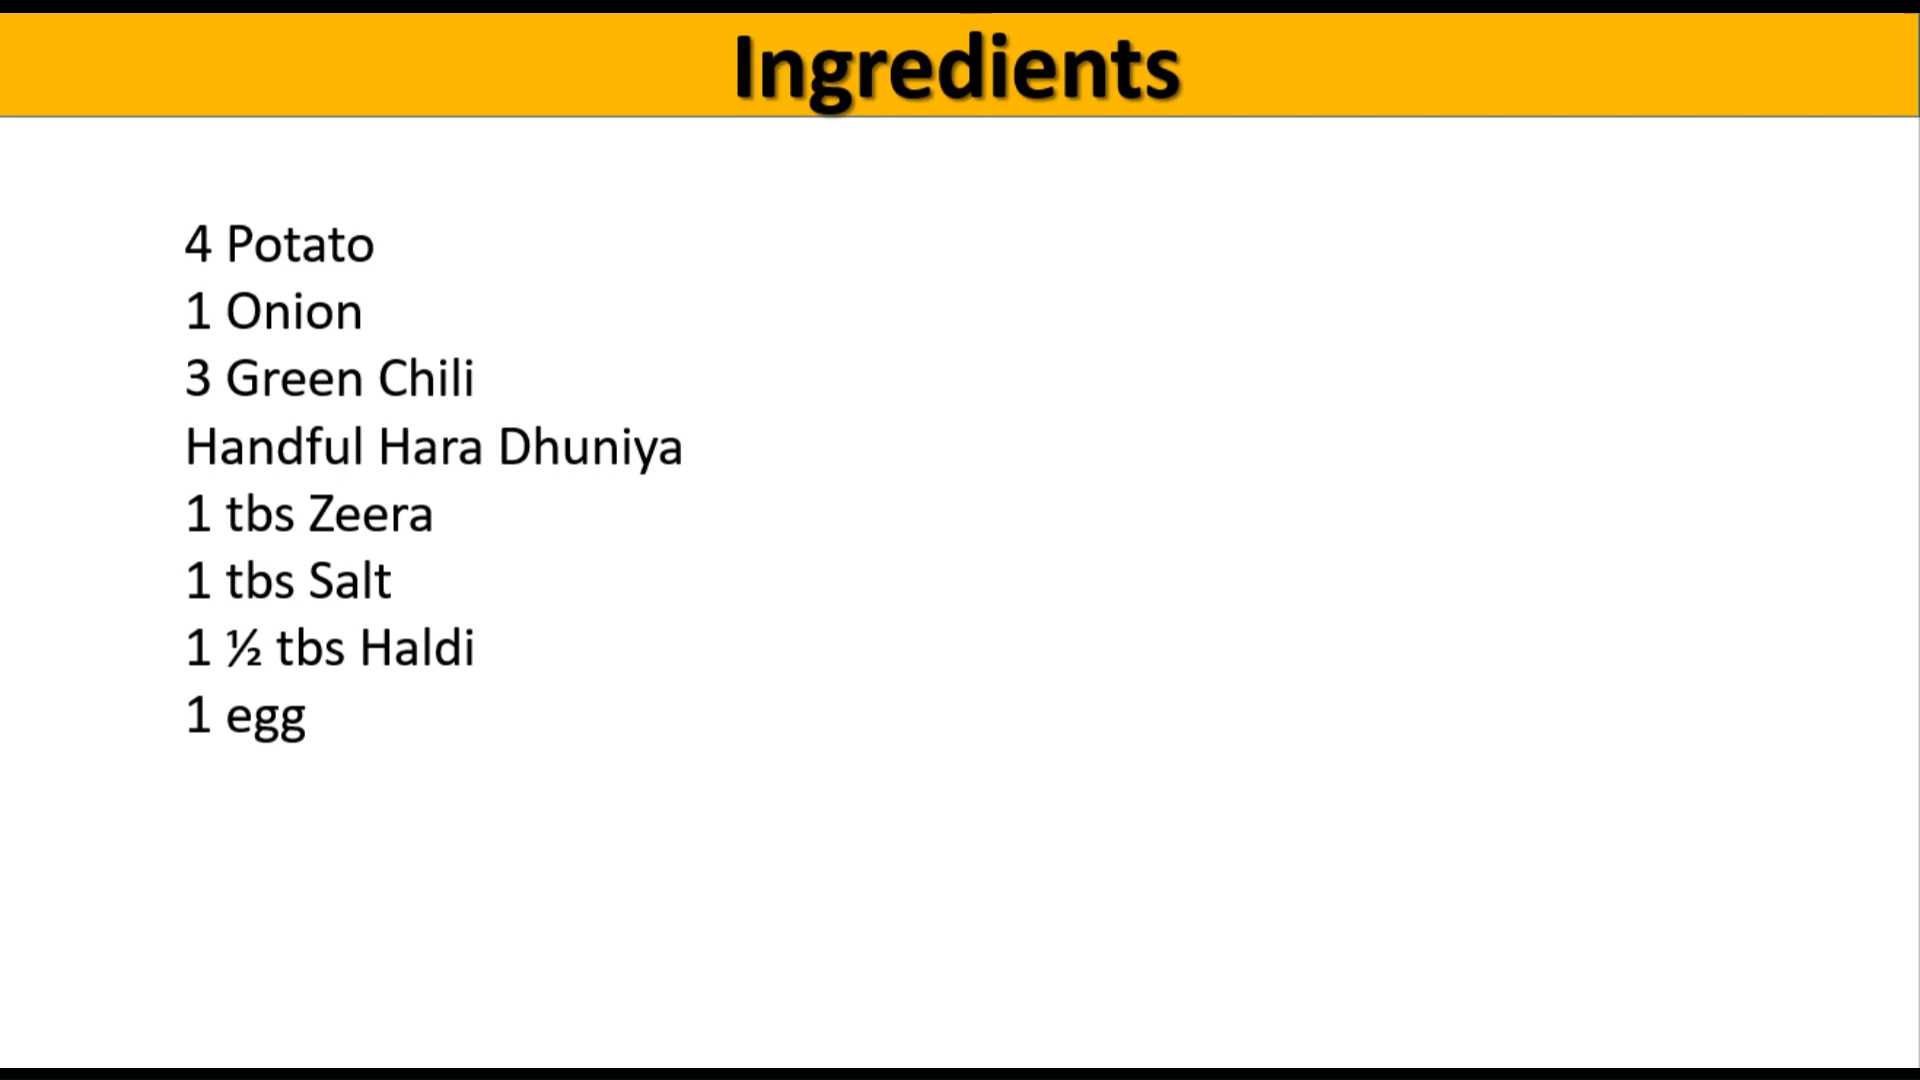 Ingredients
4 Potato
1 Onion
3 Green Chili
Handful Hara Dhuniya
1 tbs Zeera
1 tbs Salt
1 ½ tbs Haldi
1 egg